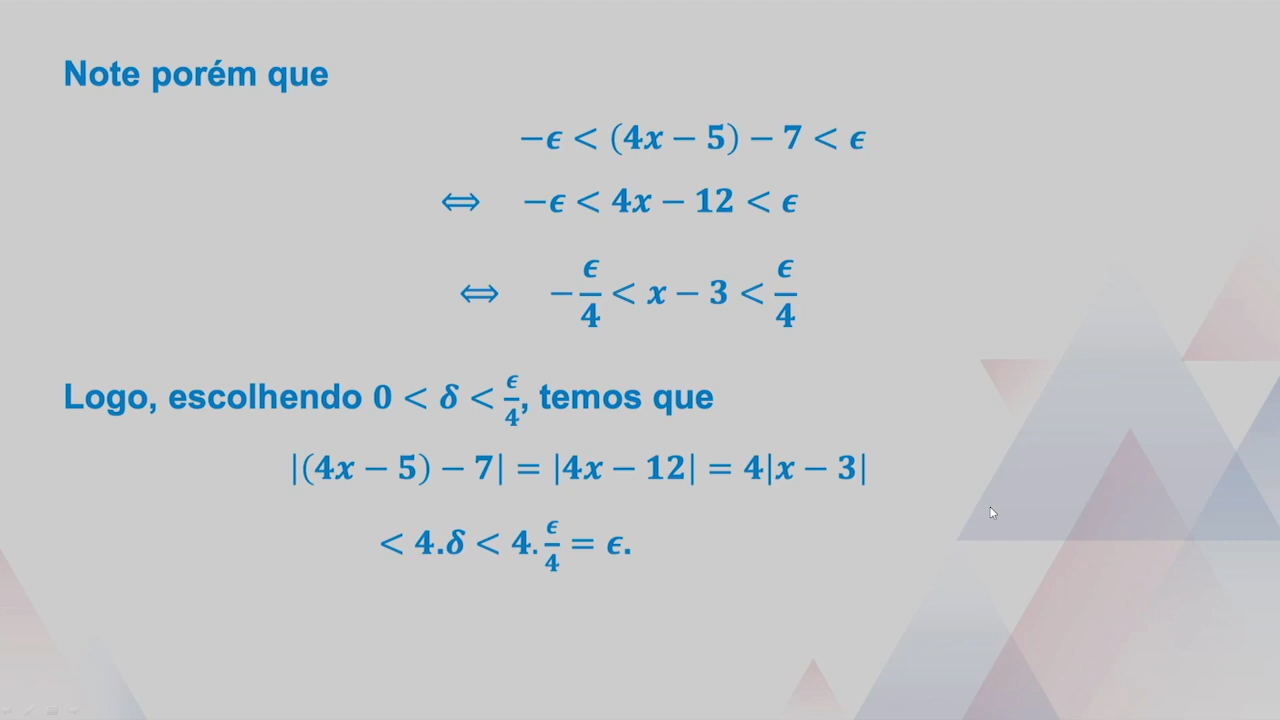 Note porém que
−ϵ < (4x − 5) − 7 < ϵ
⟺ −ϵ < 4x − 12 < ϵ
⟺ −ϵ/4 < x − 3 < ϵ/4
Logo, escolhendo 0 < δ < ϵ/4, temos que
|(4x − 5) − 7| = |4x − 12| = 4|x − 3|
< 4.δ < 4.ϵ/4 = ϵ.